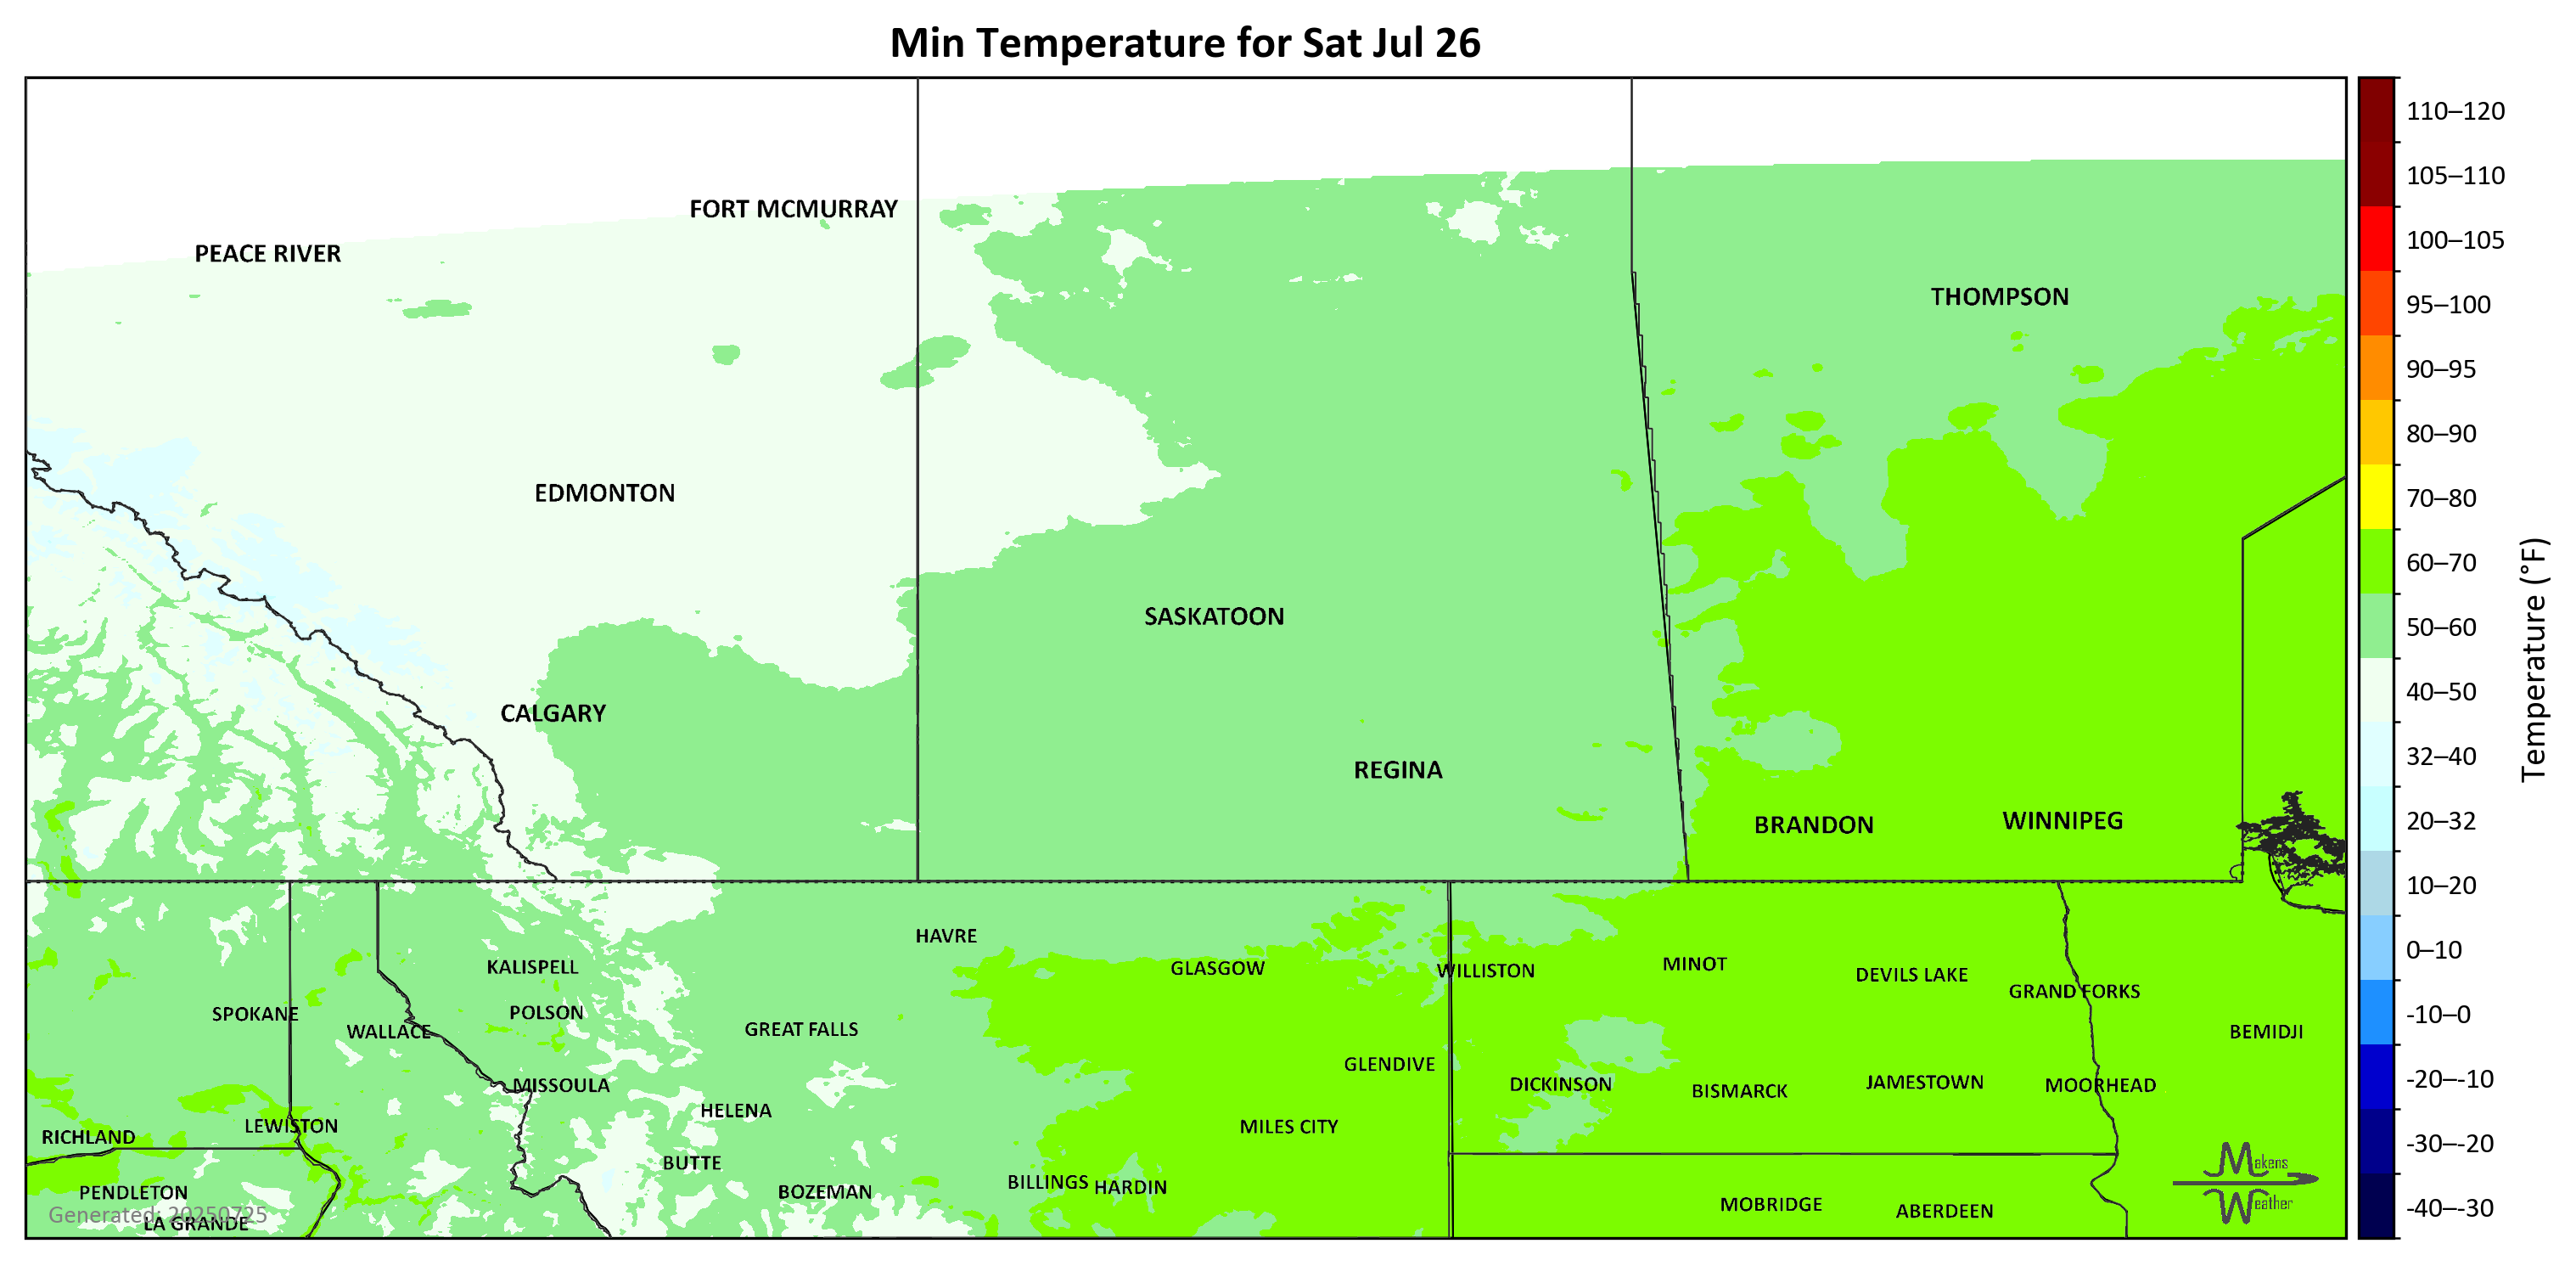 Min Temperature for Sat Jul 26
FORT MCMURRAY
PEACE RIVER
THOMPSON
EDMONTON
SASKATOON
CALGARY
REGINA
BRANDON
WINNIPEG
HAVRE
KALISPELL
GLASGOW
WILLISTON
MINOT
DEVILS LAKE
GRAND FORKS
SPOKANE
POLSON
WALLACE
GREAT FALLS
BEMIDJI
GLENDIVE
MISSOULA
DICKINSON
BISMARCK
JAMESTOWN
MOORHEAD
HELENA
LEWISTON
MILES CITY
RICHLAND
BUTTE
PENDLETON
BOZEMAN
BILLINGS
HARDIN
MOBRIDGE
ABERDEEN
Generated: 20250725
LA GRANDE
Makens
Weather
110–120
105–110
100–105
95–100
90–95
80–90
70–80
60–70
50–60
40–50
32–40
20–32
10–20
0–10
-10–0
-20–-10
-30–-20
-40–-30
Temperature (°F)